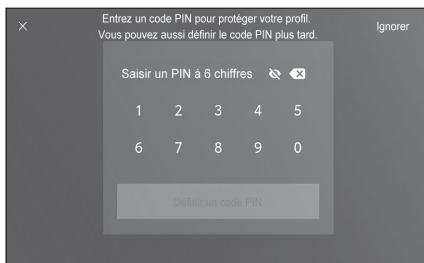 Entrez un code PIN pour protéger votre profil.
Vous pouvez aussi définir le code PIN plus tard.
Ignorer
Saisir un PIN à 6 chiffres
1 2 3 4 5
6 7 8 9 0
Définir un code PIN